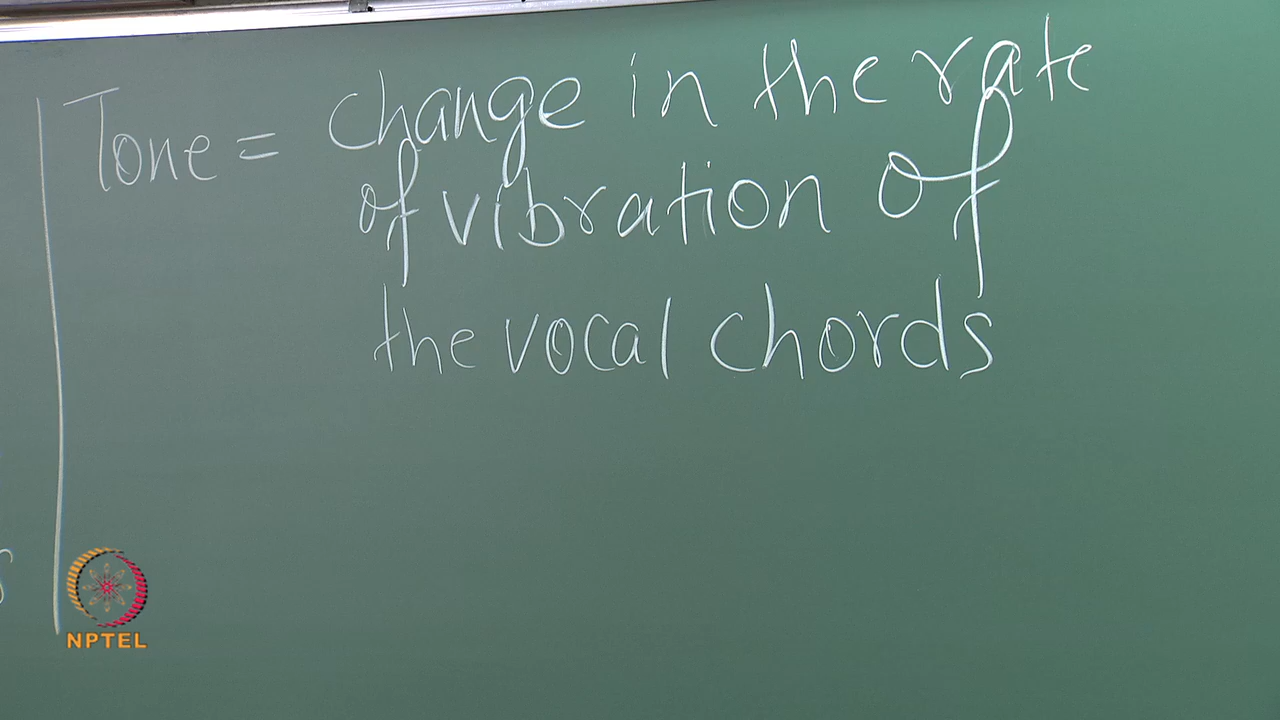 Tone = change in the rate
of vibration of
the vocal chords
s
NPTEL